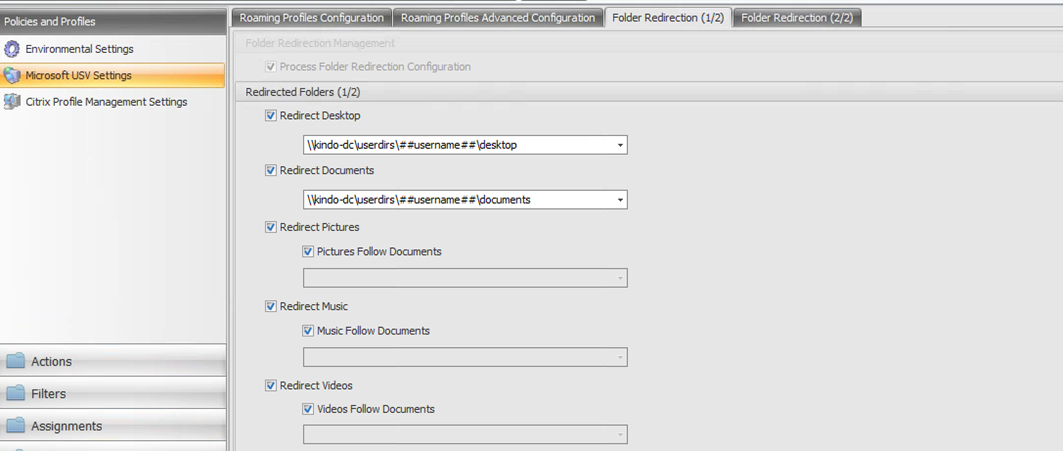 Policies and Profiles
Environmental Settings
Microsoft USV Settings
Citrix Profile Management Settings
Actions
Filters
Assignments
Roaming Profiles Configuration
Roaming Profiles Advanced Configuration
Folder Redirection (1/2)
Folder Redirection (2/2)
Folder Redirection Management
Process Folder Redirection Configuration
Redirected Folders (1/2)
Redirect Desktop
\\kindo-dc\userdirs\##username##\desktop
Redirect Documents
\\kindo-dc\userdirs\##username##\documents
Redirect Pictures
Pictures Follow Documents
Redirect Music
Music Follow Documents
Redirect Videos
Videos Follow Documents